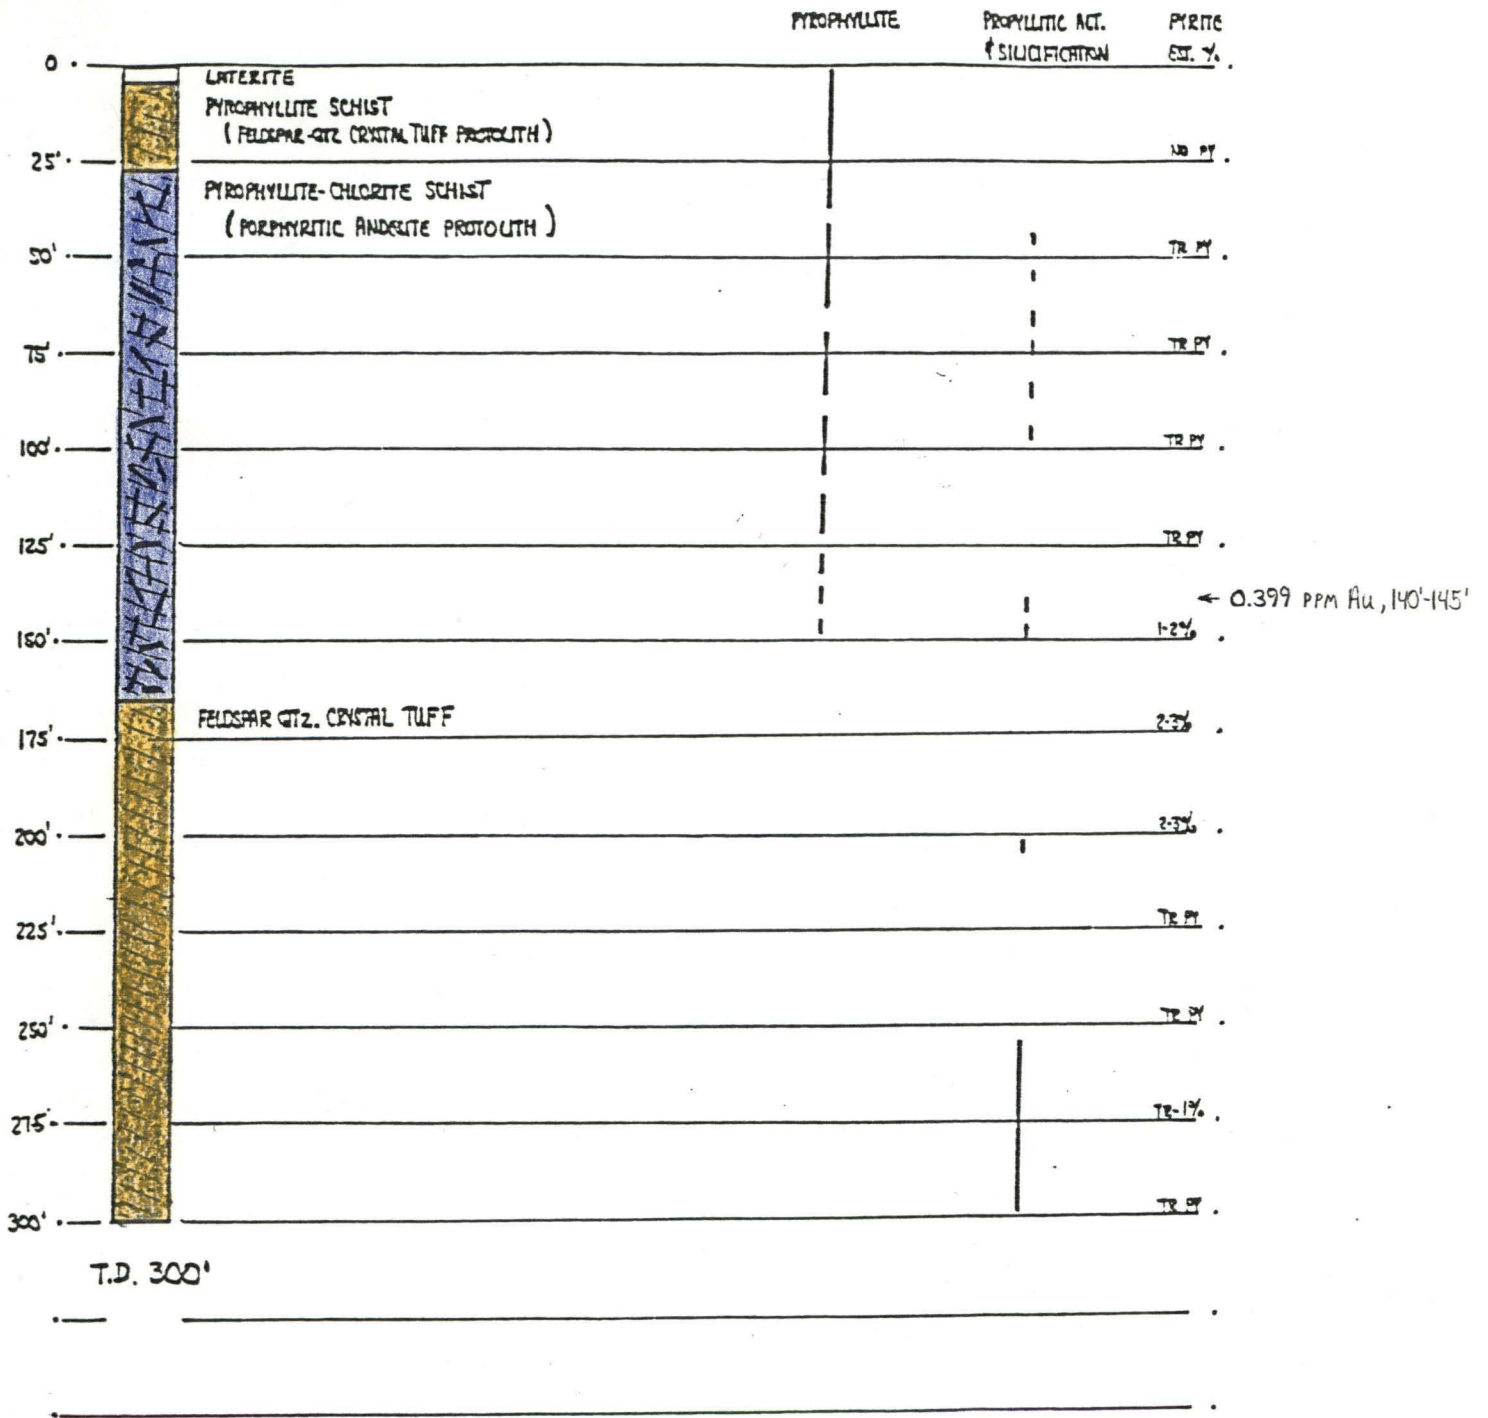 PYROPHYLLITE
PROPYLLITIC ALT.
& SILICIFICATION
PYRITE
EST. %
0
LATERITE
PYROPHYLLITE SCHIST
(FELDSPAR-QTZ CRYSTAL TUFF PROTOLITH)
25'
NO PY
PYROPHYLLITE-CHLORITE SCHIST
(PORPHYRITIC ANDESITE PROTOLITH)
50'
TR PY
75'
TR PY
100'
TR PY
125'
TR PY
← 0.399 PPM Au, 140'-145'
150'
1-2%
FELDSPAR QTZ. CRYSTAL TUFF
175'
2-3%
200'
2-3%
225'
TR PY
250'
TR PY
275'
TR-1%
300'
TR PY
T.D. 300'